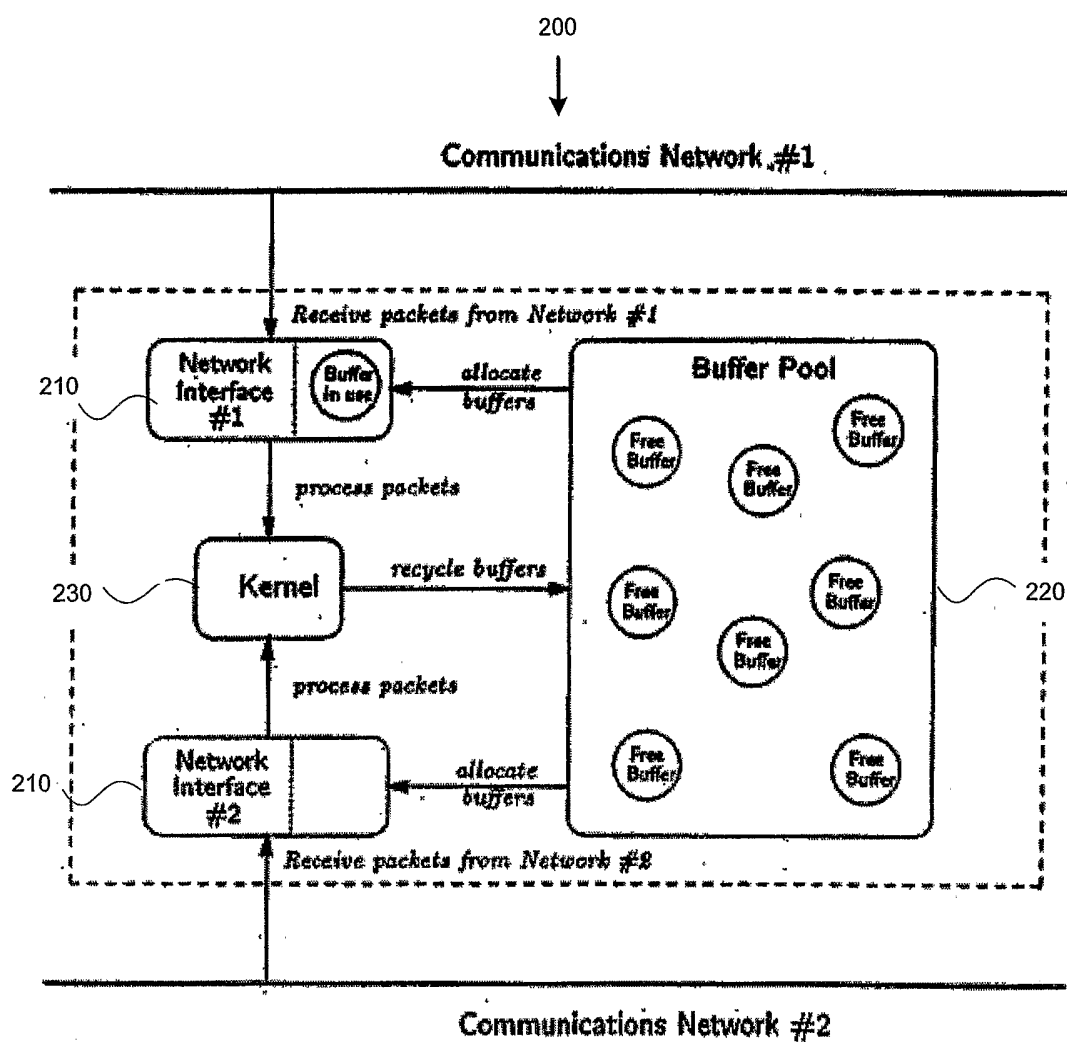 200
Communications Network #1
Receive packets from Network #1
210
Network
Interface
#1
Buffer
in use
allocate
buffers
Buffer Pool
Free
Buffer
Free
Buffer
Free
Buffer
process packets
230
Kernel
recycle buffers
Free
Buffer
Free
Buffer
Free
Buffer
220
process packets
210
Network
Interface
#2
allocate
buffers
Free
Buffer
Free
Buffer
Receive packets from Network #2
Communications Network #2